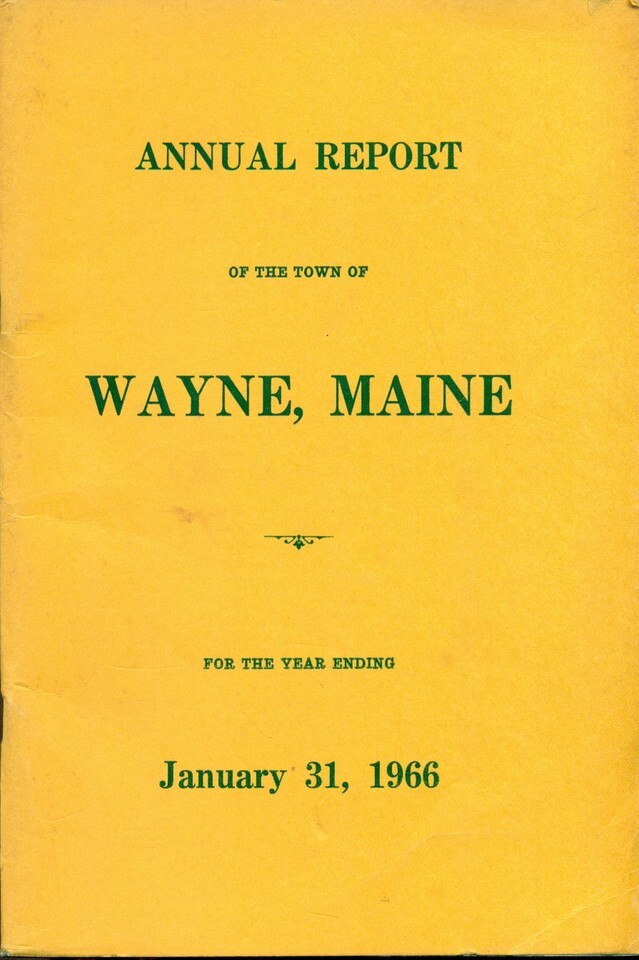 ANNUAL REPORT
OF THE TOWN OF
WAYNE, MAINE
FOR THE YEAR ENDING
January 31, 1966